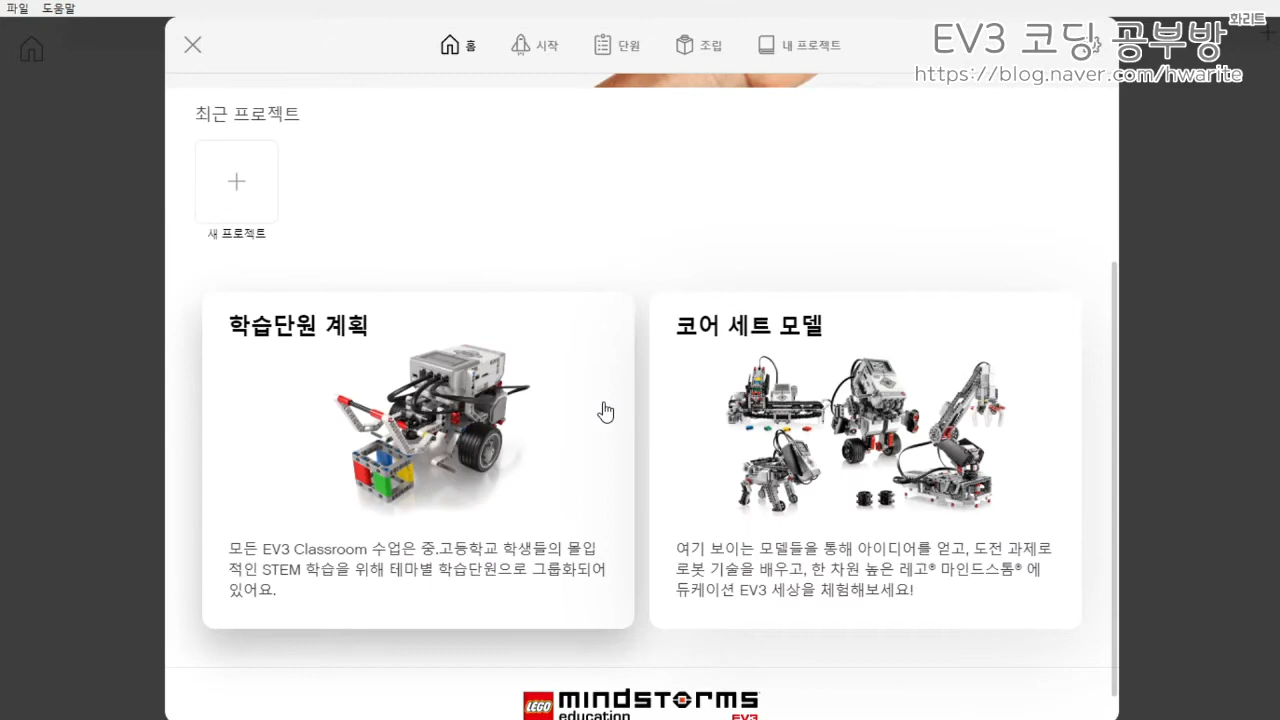 파일 도움말
화리트
EV3 코딩 공부방
https://blog.naver.com/hwarite
홈 시작 단원 조립 내 프로젝트
최근 프로젝트
새 프로젝트
학습단원 계획
모든 EV3 Classroom 수업은 중.고등학교 학생들의 몰입
적인 STEM 학습을 위해 테마별 학습단원으로 그룹화되어
있어요.
코어 세트 모델
여기 보이는 모델들을 통해 아이디어를 얻고, 도전 과제로
로봇 기술을 배우고, 한 차원 높은 레고® 마인드스톰® 에
듀케이션 EV3 세상을 체험해보세요!
LEGO mindstorms
education EV3